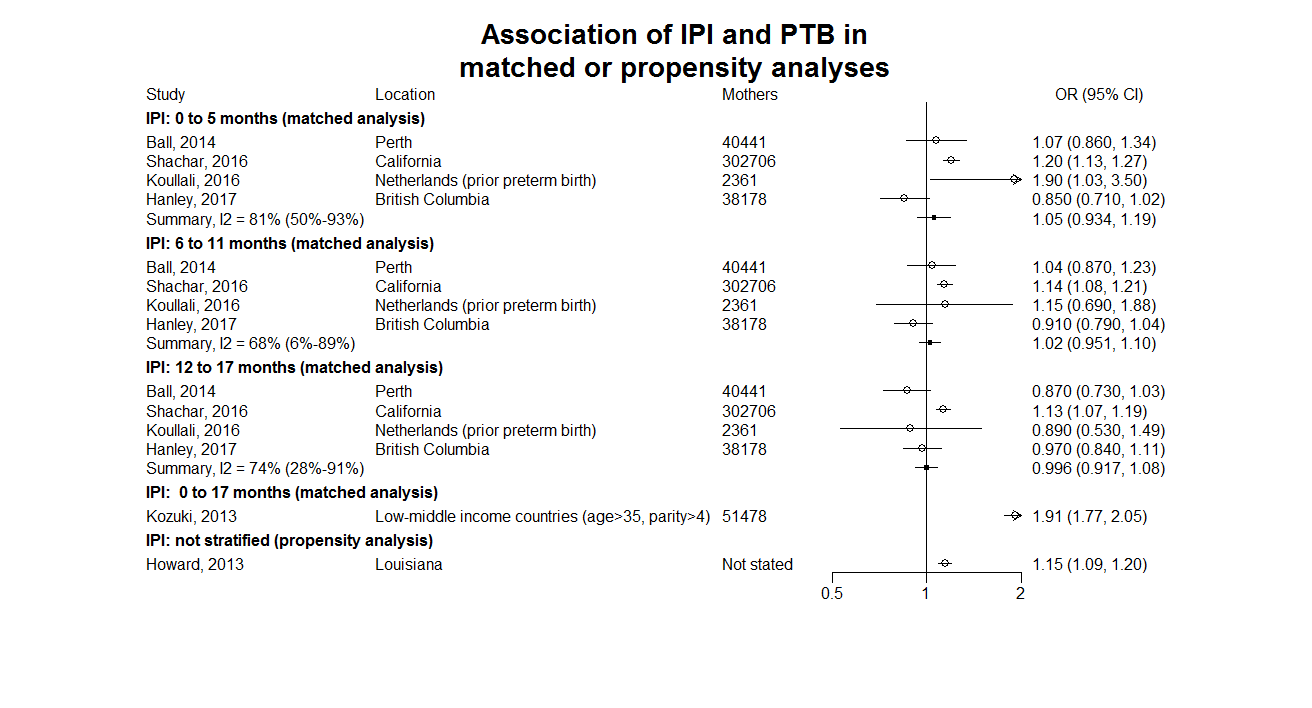 Association of IPI and PTB in
matched or propensity analyses
Study Location Mothers OR (95% CI)
IPI: 0 to 5 months (matched analysis)
Ball, 2014 Perth 40441 1.07 (0.860, 1.34)
Shachar, 2016 California 302706 1.20 (1.13, 1.27)
Koullali, 2016 Netherlands (prior preterm birth) 2361 1.90 (1.03, 3.50)
Hanley, 2017 British Columbia 38178 0.850 (0.710, 1.02)
Summary, I2 = 81% (50%-93%) 1.05 (0.934, 1.19)
IPI: 6 to 11 months (matched analysis)
Ball, 2014 Perth 40441 1.04 (0.870, 1.23)
Shachar, 2016 California 302706 1.14 (1.08, 1.21)
Koullali, 2016 Netherlands (prior preterm birth) 2361 1.15 (0.690, 1.88)
Hanley, 2017 British Columbia 38178 0.910 (0.790, 1.04)
Summary, I2 = 68% (6%-89%) 1.02 (0.951, 1.10)
IPI: 12 to 17 months (matched analysis)
Ball, 2014 Perth 40441 0.870 (0.730, 1.03)
Shachar, 2016 California 302706 1.13 (1.07, 1.19)
Koullali, 2016 Netherlands (prior preterm birth) 2361 0.890 (0.530, 1.49)
Hanley, 2017 British Columbia 38178 0.970 (0.840, 1.11)
Summary, I2 = 74% (28%-91%) 0.996 (0.917, 1.08)
IPI:  0 to 17 months (matched analysis)
Kozuki, 2013 Low-middle income countries (age>35, parity>4) 51478 1.91 (1.77, 2.05)
IPI: not stratified (propensity analysis)
Howard, 2013 Louisiana Not stated 1.15 (1.09, 1.20)
0.5 1 2